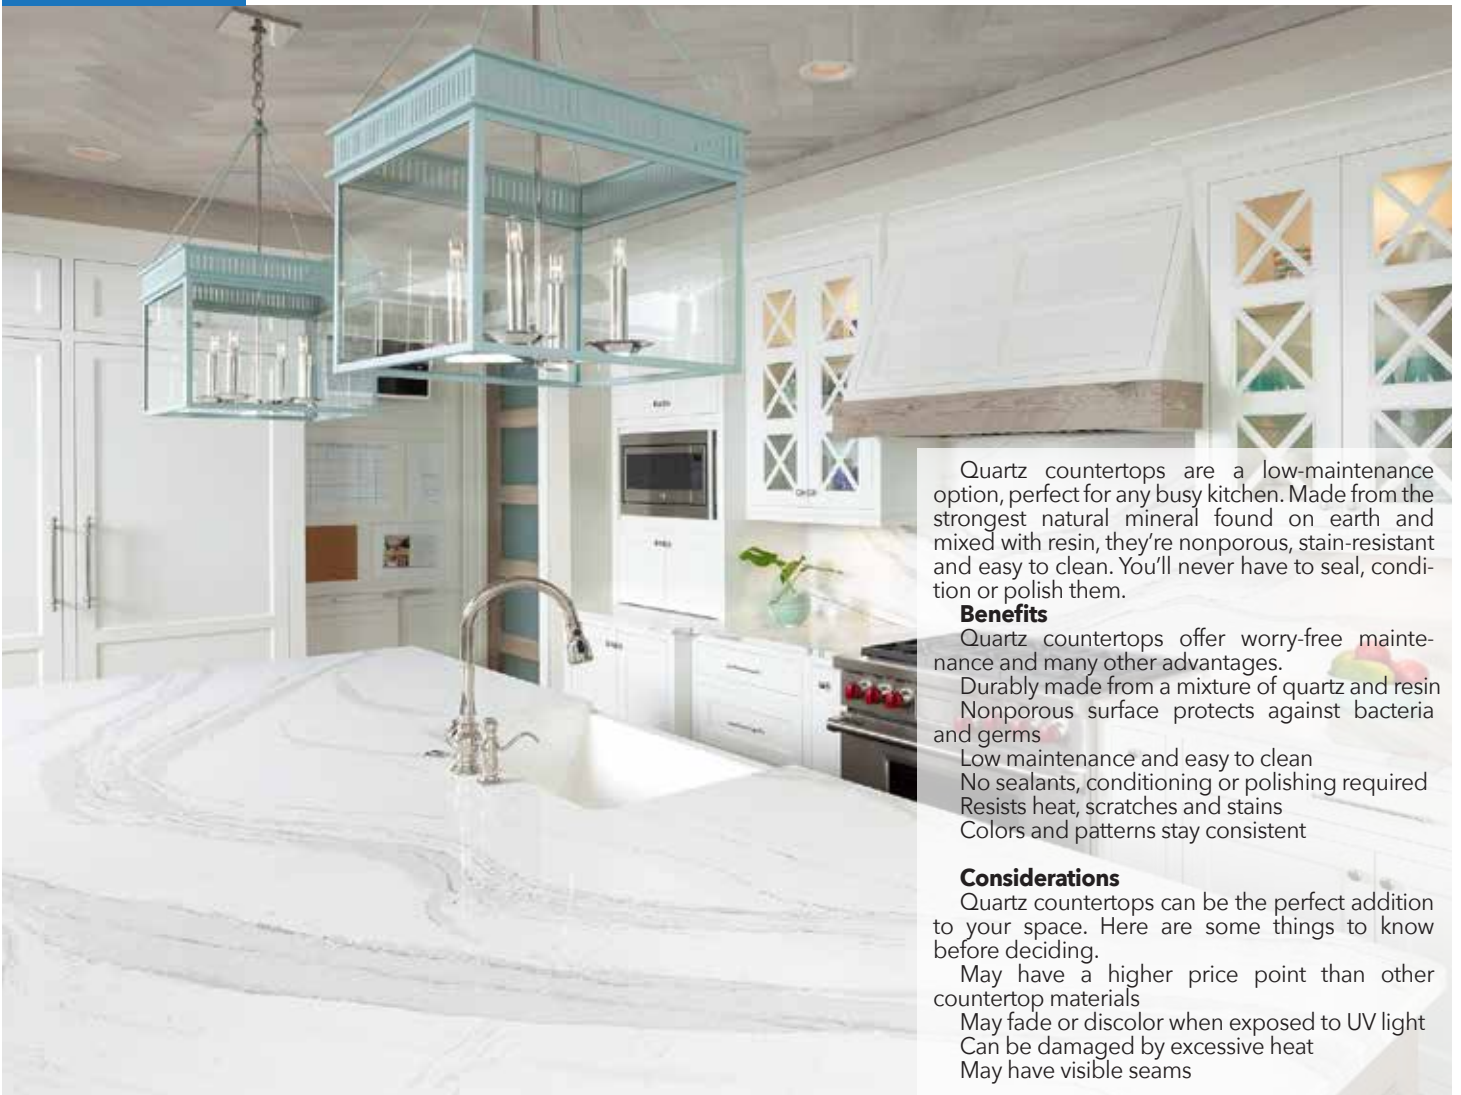 Quartz countertops are a low-maintenance
option, perfect for any busy kitchen. Made from the
strongest natural mineral found on earth and
mixed with resin, they’re nonporous, stain-resistant
and easy to clean. You’ll never have to seal, condi-
tion or polish them.
Benefits
Quartz countertops offer worry-free mainte-
nance and many other advantages.
Durably made from a mixture of quartz and resin
Nonporous surface protects against bacteria
and germs
Low maintenance and easy to clean
No sealants, conditioning or polishing required
Resists heat, scratches and stains
Colors and patterns stay consistent
Considerations
Quartz countertops can be the perfect addition
to your space. Here are some things to know
before deciding.
May have a higher price point than other
countertop materials
May fade or discolor when exposed to UV light
Can be damaged by excessive heat
May have visible seams